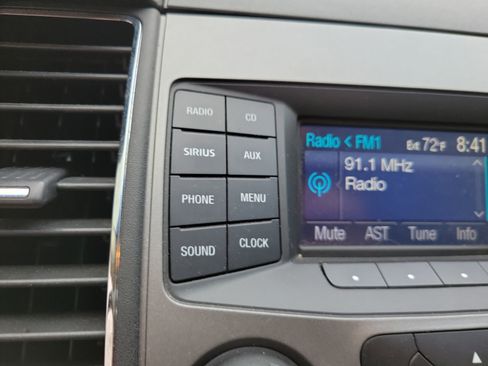 RADIO CD
SIRIUS AUX
PHONE MENU
SOUND CLOCK
Radio < FM1 Ext 72°F 8:41
91.1 MHz
Radio
Mute AST Tune Info